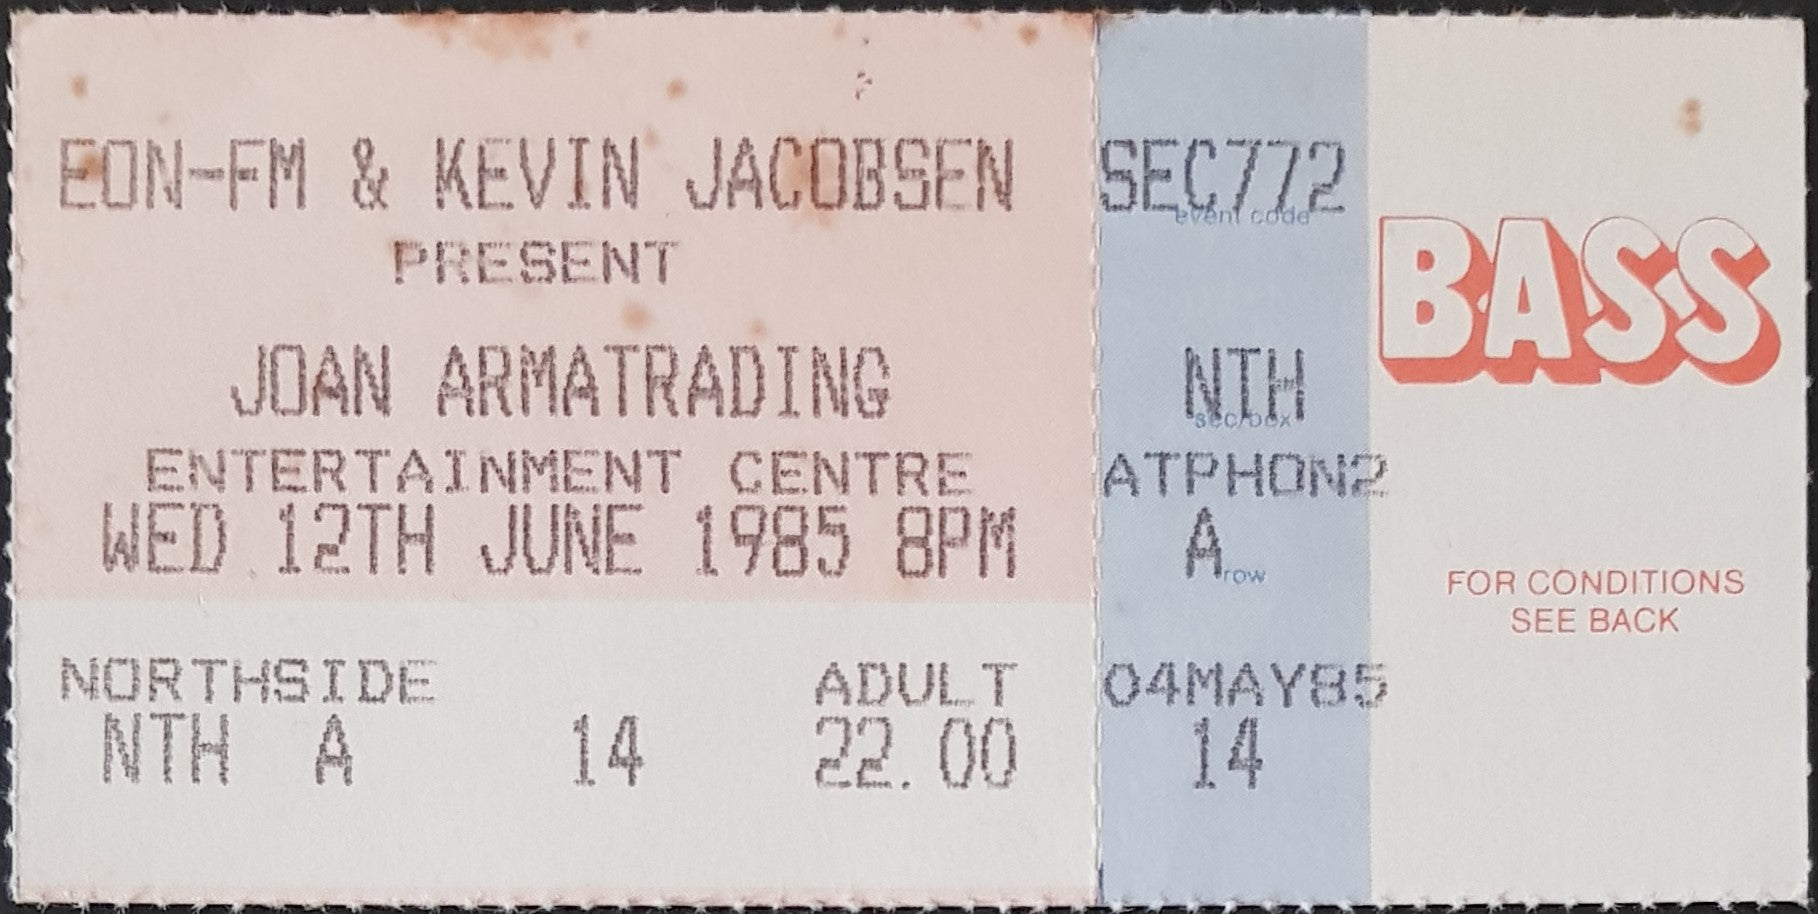 EON-FM & KEVIN JACOBSEN
PRESENT
JOAN ARMATRADING
ENTERTAINMENT CENTRE
WED 12TH JUNE 1985 8PM
NORTHSIDE ADULT
NTH A 14 22.00
SEC772
event code
NTH
sec/box
ATPHON2
A
row
04MAY85
14
BASS
FOR CONDITIONS
SEE BACK